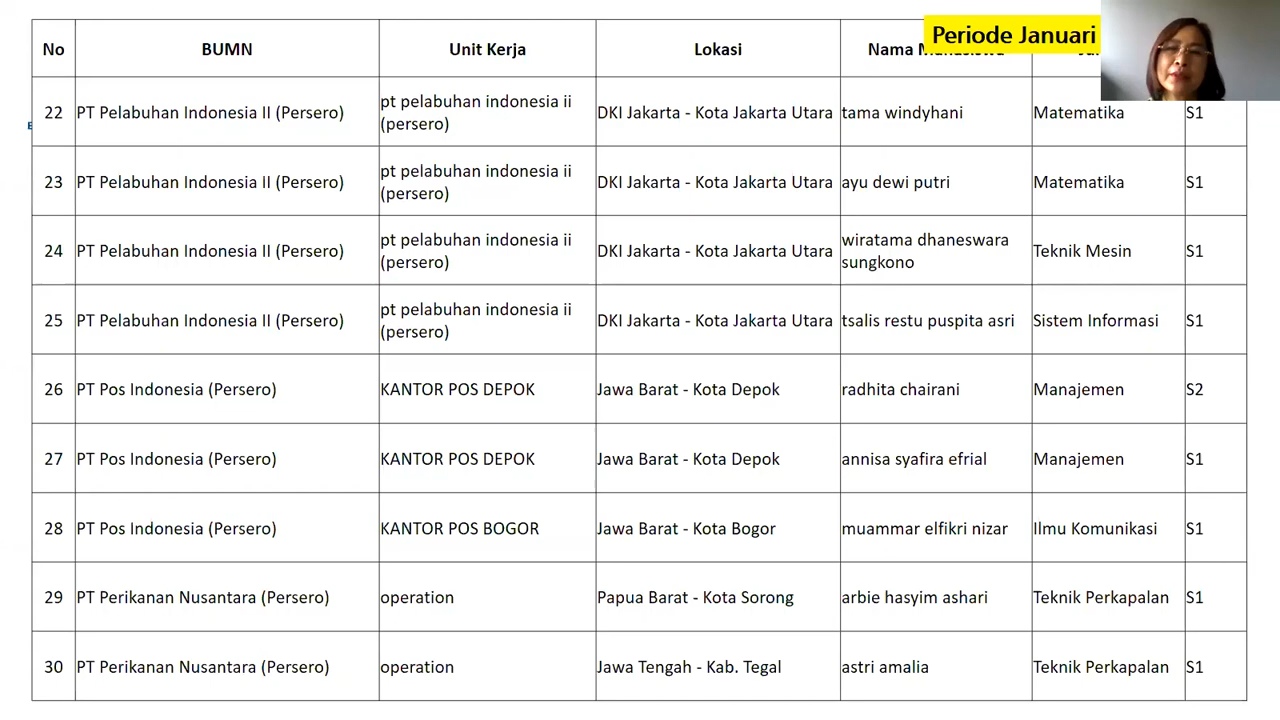 Periode Januari
No BUMN Unit Kerja Lokasi Nama
22 PT Pelabuhan Indonesia II (Persero) pt pelabuhan indonesia ii (persero) DKI Jakarta - Kota Jakarta Utara tama windyhani Matematika S1
23 PT Pelabuhan Indonesia II (Persero) pt pelabuhan indonesia ii (persero) DKI Jakarta - Kota Jakarta Utara ayu dewi putri Matematika S1
24 PT Pelabuhan Indonesia II (Persero) pt pelabuhan indonesia ii (persero) DKI Jakarta - Kota Jakarta Utara wiratama dhaneswara sungkono Teknik Mesin S1
25 PT Pelabuhan Indonesia II (Persero) pt pelabuhan indonesia ii (persero) DKI Jakarta - Kota Jakarta Utara tsalis restu puspita asri Sistem Informasi S1
26 PT Pos Indonesia (Persero) KANTOR POS DEPOK Jawa Barat - Kota Depok radhita chairani Manajemen S2
27 PT Pos Indonesia (Persero) KANTOR POS DEPOK Jawa Barat - Kota Depok annisa syafira efrial Manajemen S1
28 PT Pos Indonesia (Persero) KANTOR POS BOGOR Jawa Barat - Kota Bogor muammar elfikri nizar Ilmu Komunikasi S1
29 PT Perikanan Nusantara (Persero) operation Papua Barat - Kota Sorong arbie hasyim ashari Teknik Perkapalan S1
30 PT Perikanan Nusantara (Persero) operation Jawa Tengah - Kab. Tegal astri amalia Teknik Perkapalan S1